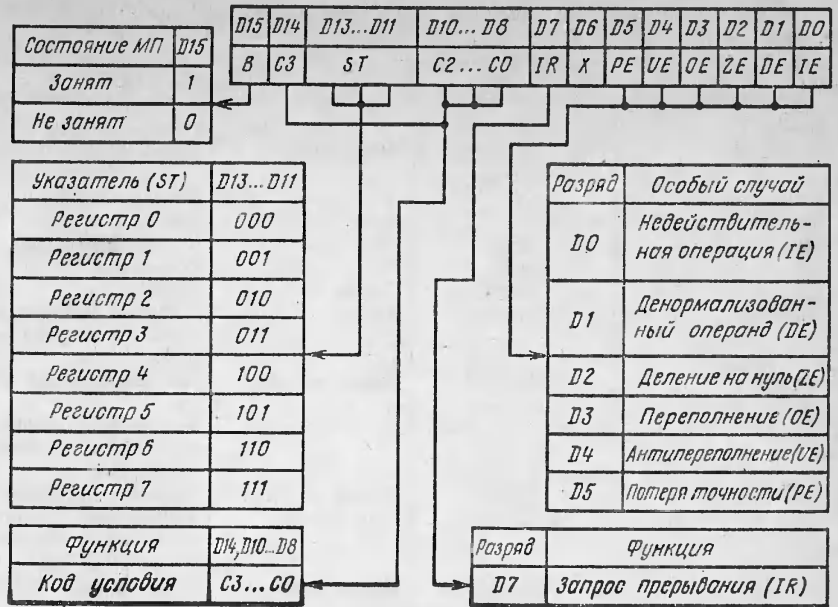 D15 D14 D13...D11 D10...D8 D7 D6 D5 D4 D3 D2 D1 D0
B C3 ST C2...C0 IR X PE UE OE ZE DE IE
Состояние МП D15
Занят 1
Не занят 0
Указатель (ST) D13...D11
Регистр 0 000
Регистр 1 001
Регистр 2 010
Регистр 3 011
Регистр 4 100
Регистр 5 101
Регистр 6 110
Регистр 7 111
Разряд Особый случай
D0 Недействитель-
ная операция (IE)
D1 Денормализован-
ный операнд (DE)
D2 Деление на нуль (ZE)
D3 Переполнение (OE)
D4 Антипереполнение (UE)
D5 Потеря точности (PE)
Функция D14,D10...D8
Код условия C3...C0
Разряд Функция
D7 Запрос прерывания (IR)